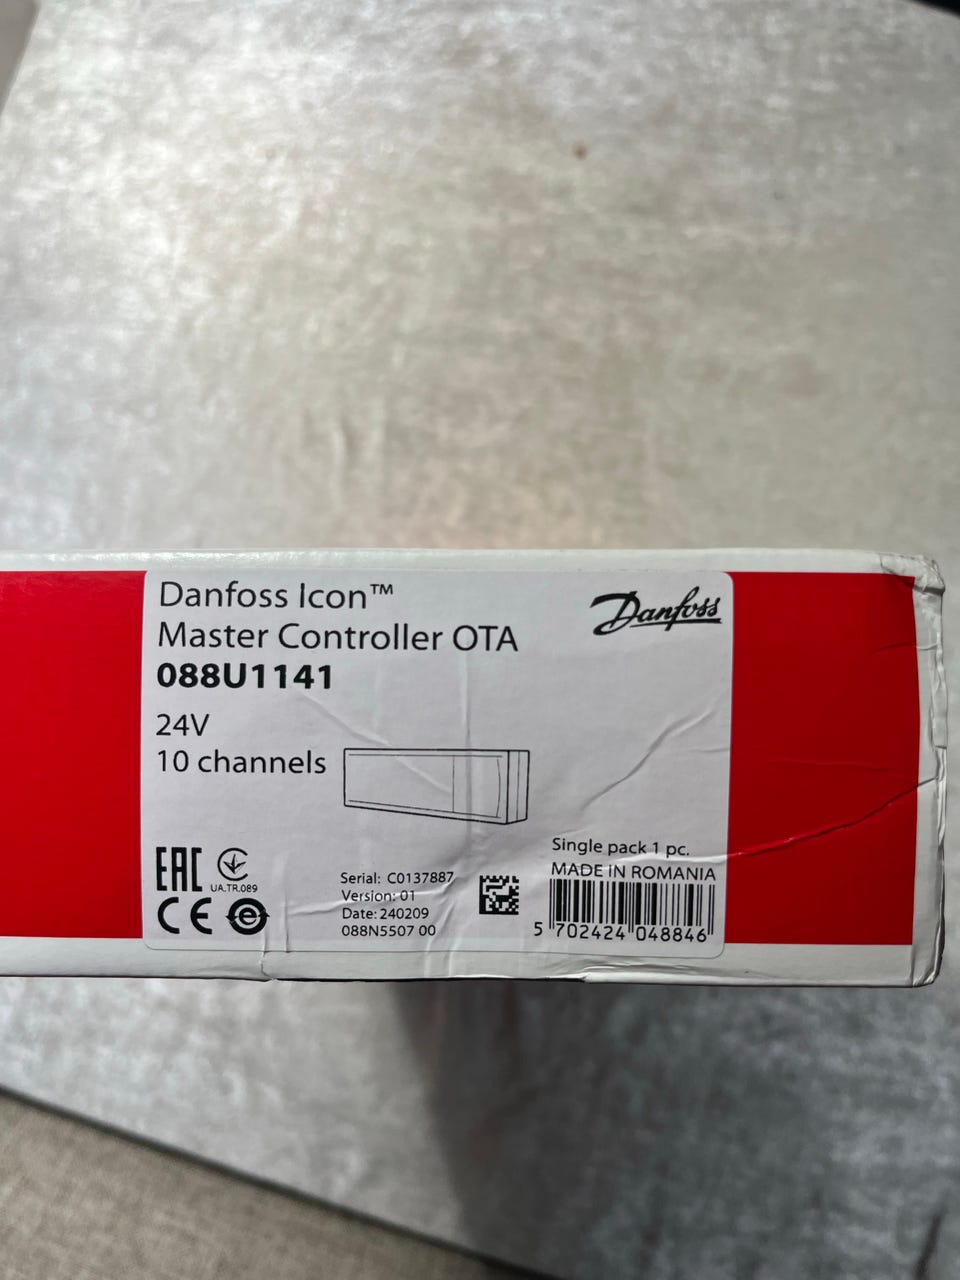 Danfoss Icon™
Master Controller OTA
088U1141
24V
10 channels
Danfoss
EAC
UA.TR.089
CE
e
Serial: C0137887
Version: 01
Date: 240209
088N5507 00
Single pack 1 pc.
MADE IN ROMANIA
5 702424 048846